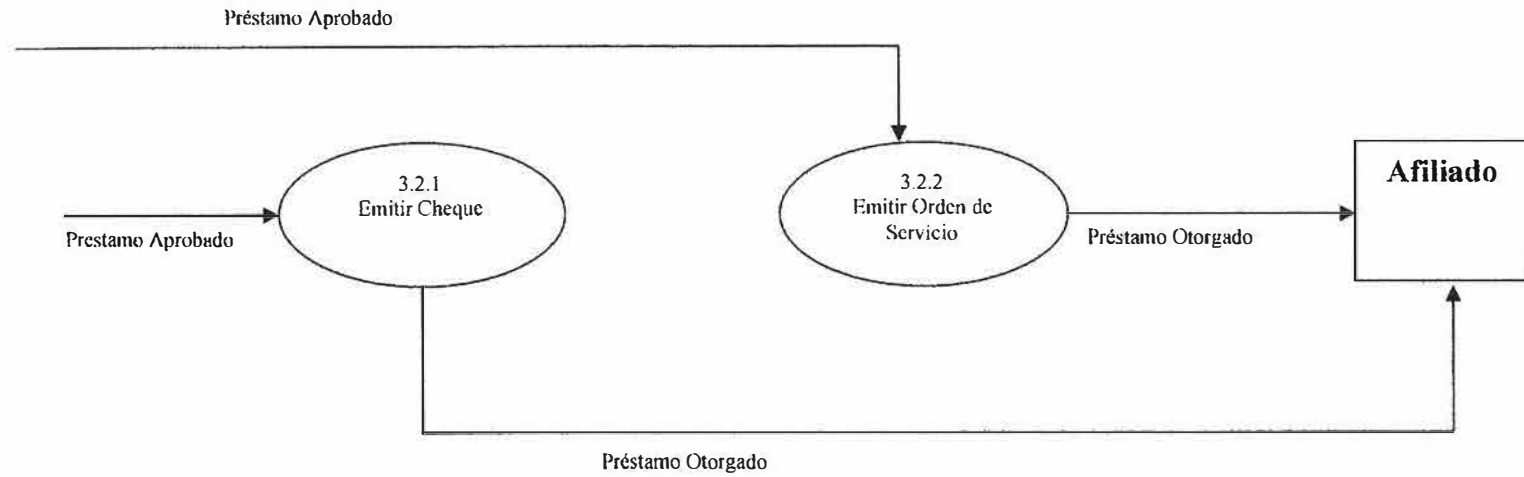 Préstamo Aprobado
3.2.1
Emitir Cheque
Prestamo Aprobado
3.2.2
Emitir Orden de
Servicio
Préstamo Otorgado
Afiliado
Préstamo Otorgado